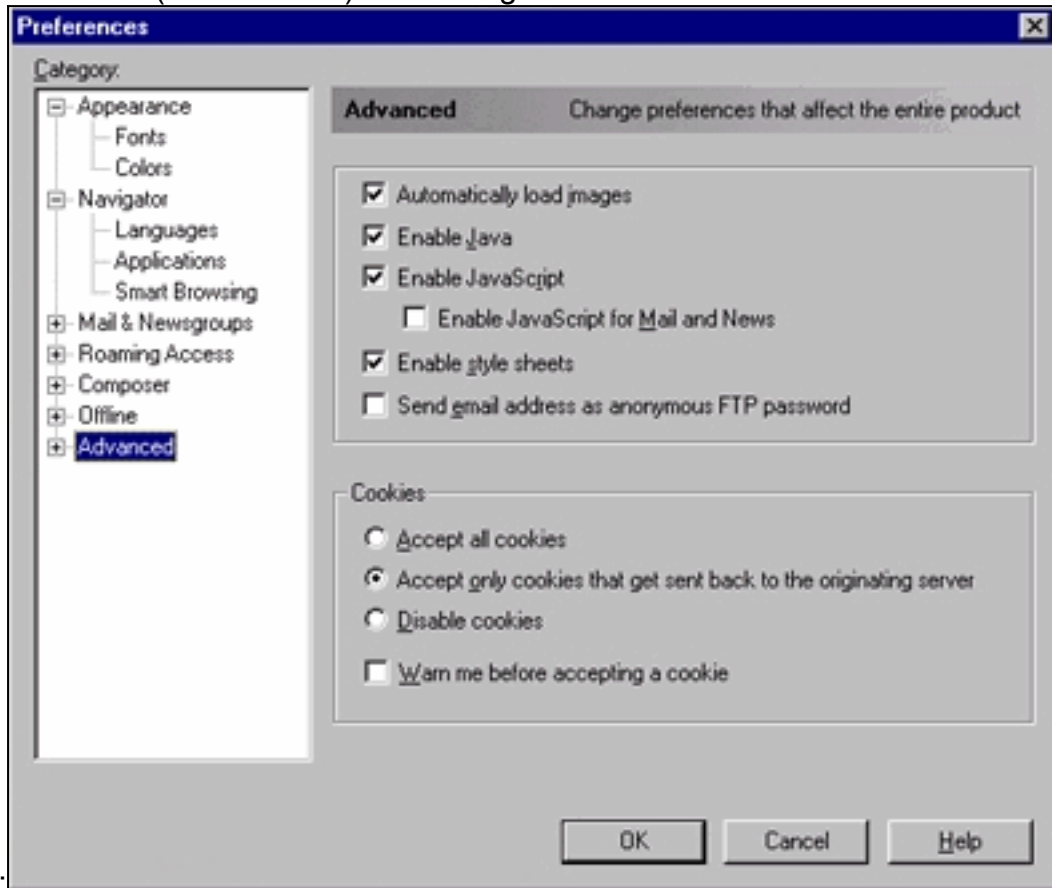 Preferences
Category:
Appearance
Fonts
Colors
Navigator
Languages
Applications
Smart Browsing
Mail & Newsgroups
Roaming Access
Composer
Offline
Advanced
Advanced Change preferences that affect the entire product
Automatically load images
Enable Java
Enable JavaScript
Enable JavaScript for Mail and News
Enable style sheets
Send email address as anonymous FTP password
Cookies
Accept all cookies
Accept only cookies that get sent back to the originating server
Disable cookies
Warn me before accepting a cookie
OK Cancel Help
.